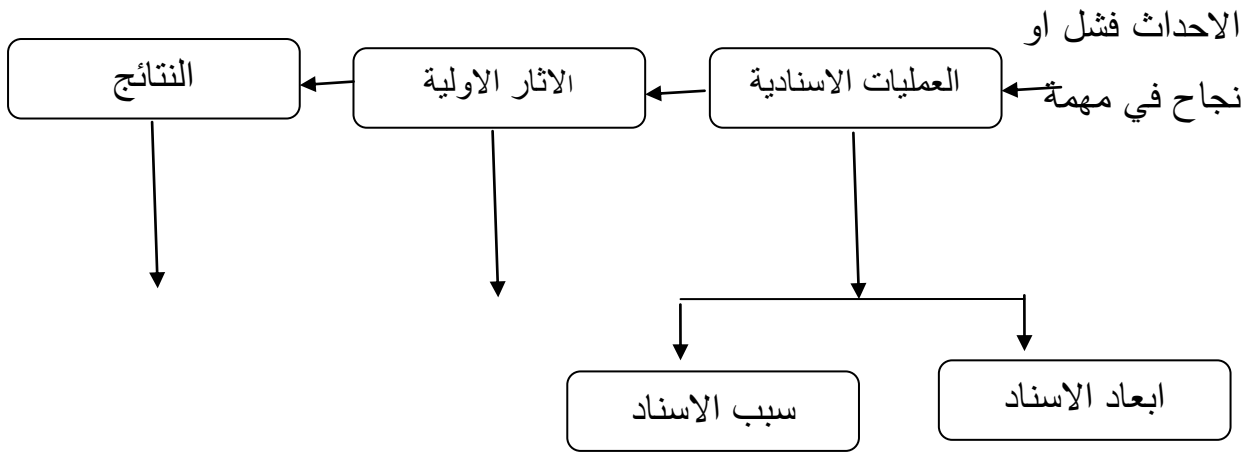 الاحداث فشل او
نجاح في مهمة
العمليات الاسنادية
الاثار الاولية
النتائج
ابعاد الاسناد
سبب الاسناد